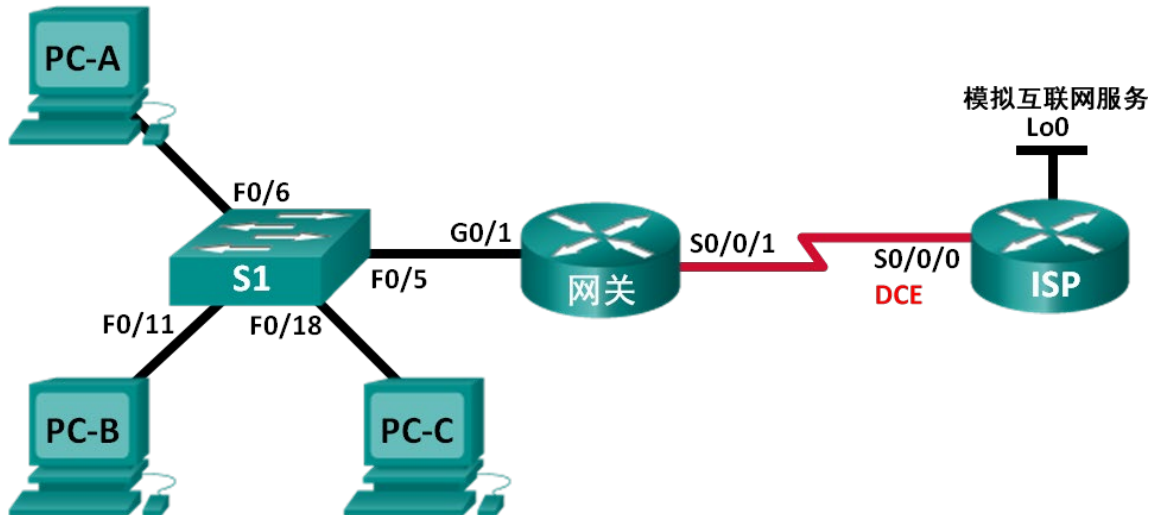 PC-A
模拟互联网服务
Lo0
F0/6
G0/1
S0/0/1
S0/0/0
DCE
ISP
网关
S1
F0/5
F0/11
F0/18
PC-B
PC-C